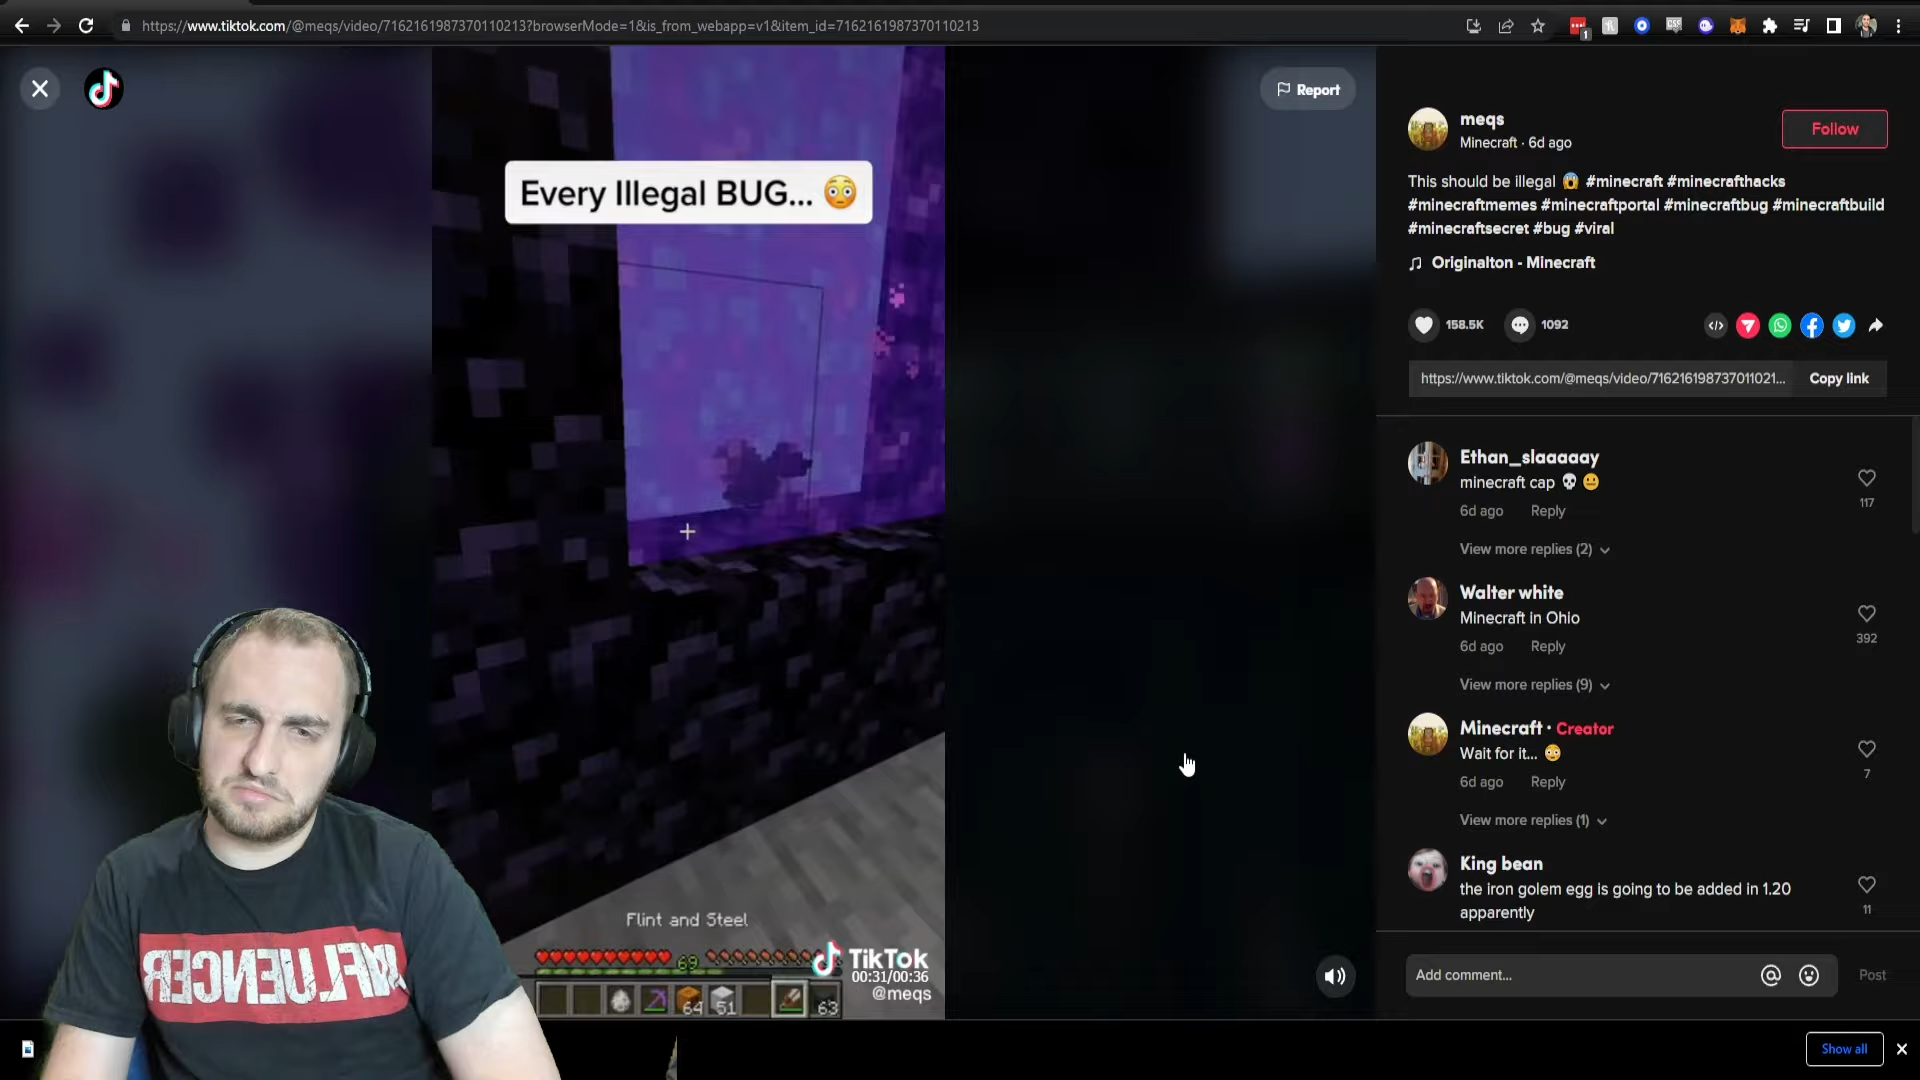 https://www.tiktok.com/@meqs/video/7162161987370110213?browserMode=1&is_from_webapp=v1&item_id=7162161987370110213
1
Report
Every Illegal BUG... 😳
meqs
Minecraft · 6d ago
Follow
This should be illegal 😱 #minecraft #minecrafthacks
#minecraftmemes #minecraftportal #minecraftbug #minecraftbuild
#minecraftsecret #bug #viral
Originalton - Minecraft
158.5K
1092
https://www.tiktok.com/@meqs/video/716216198737011021...
Copy link
Ethan_slaaaaay
minecraft cap 💀 😐
6d ago Reply
117
View more replies (2)
Walter white
Minecraft in Ohio
6d ago Reply
392
View more replies (9)
Minecraft · Creator
Wait for it... 😳
6d ago Reply
7
View more replies (1)
King bean
the iron golem egg is going to be added in 1.20
apparently
11
Add comment...
Post
Flint and Steel
69
TikTok
00:31/00:36
@meqs
64
51
63
INFLUENCER
Show all